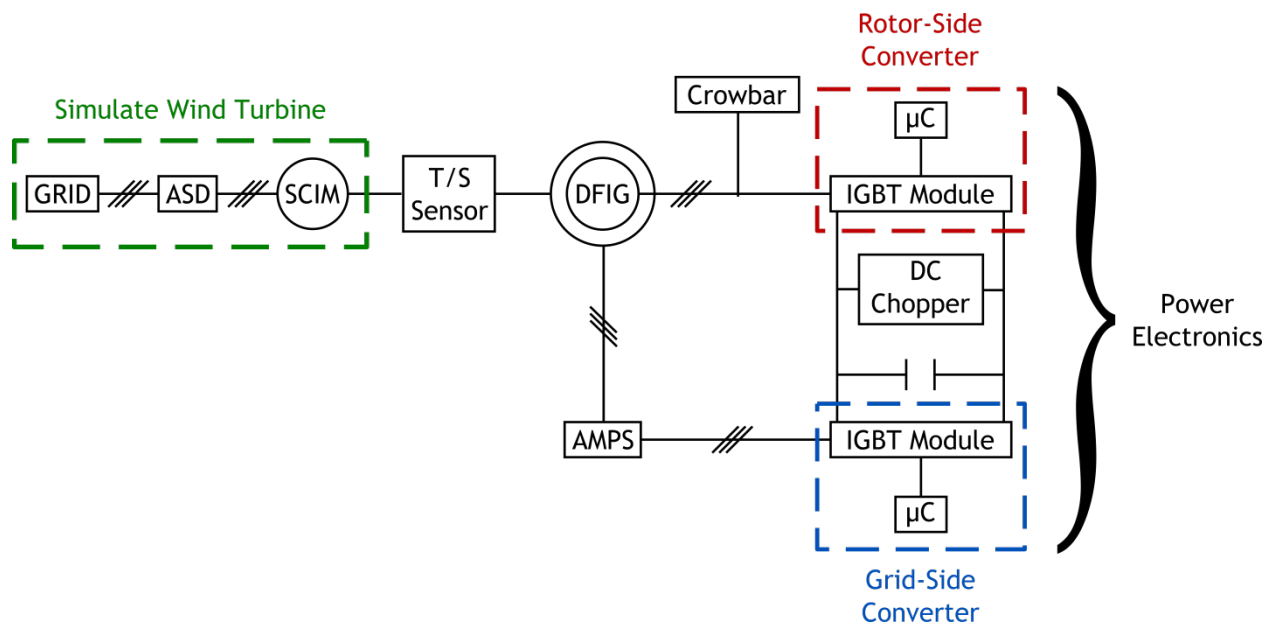 Rotor-Side
Converter
Simulate Wind Turbine
Crowbar
µC
GRID
ASD
SCIM
T/S
Sensor
DFIG
IGBT Module
DC
Chopper
Power
Electronics
AMPS
IGBT Module
µC
Grid-Side
Converter